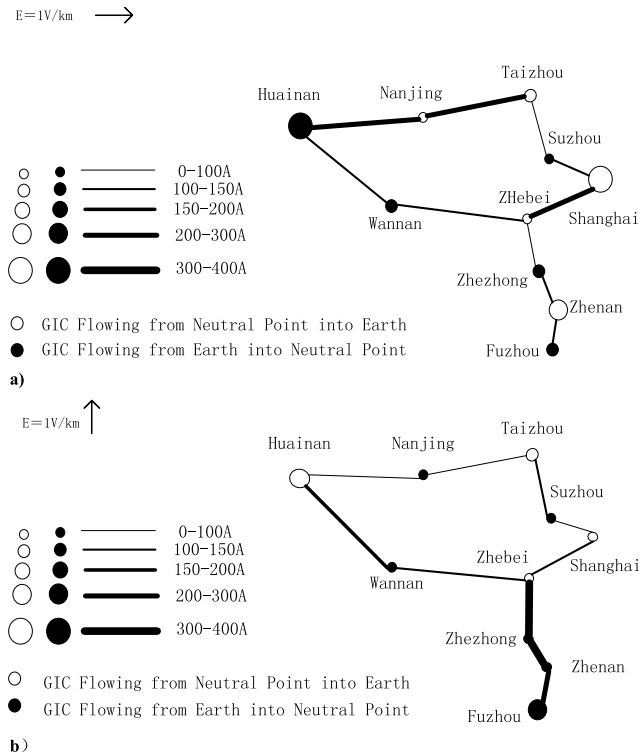 E=1V/km
Taizhou
Huainan
Nanjing
Suzhou
0-100A
100-150A
ZHebei
150-200A
Shanghai
Wannan
200-300A
300-400A
Zhezhong
Zhenan
GIC Flowing from Neutral Point into Earth
GIC Flowing from Earth into Neutral Point
Fuzhou
a)
E=1V/km
Taizhou
Huainan
Nanjing
Suzhou
0-100A
100-150A
Zhebei
Shanghai
150-200A
Wannan
200-300A
300-400A
Zhezhong
Zhenan
GIC Flowing from Neutral Point into Earth
GIC Flowing from Earth into Neutral Point
Fuzhou
b）